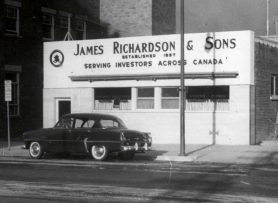 JAMES RICHARDSON & SONS
ESTABLISHED 1857
SERVING INVESTORS ACROSS CANADA